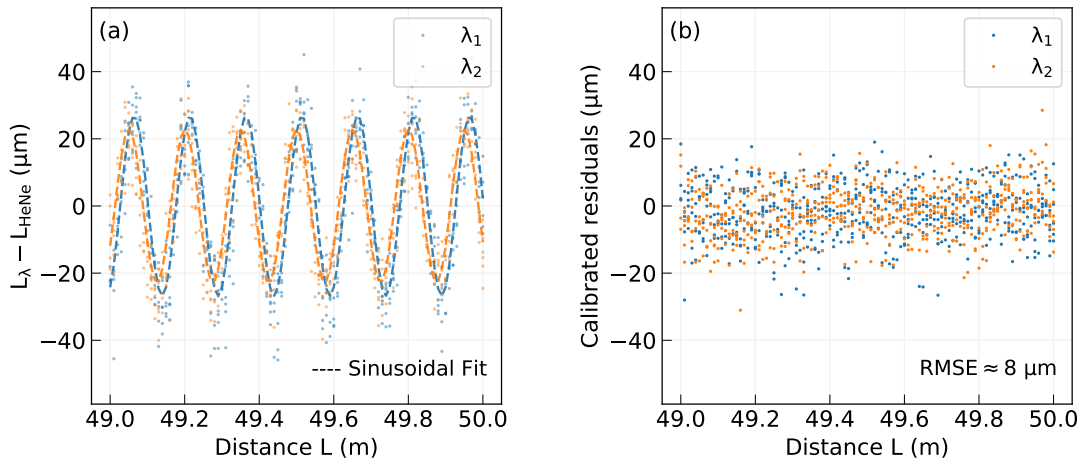 (a)
λ₁
λ₂
L_λ − L_HeNe (μm)
40
20
0
−20
−40
---- Sinusoidal Fit
49.0 49.2 49.4 49.6 49.8 50.0
Distance L (m)
(b)
λ₁
λ₂
Calibrated residuals (μm)
40
20
0
−20
−40
RMSE ≈ 8 μm
49.0 49.2 49.4 49.6 49.8 50.0
Distance L (m)